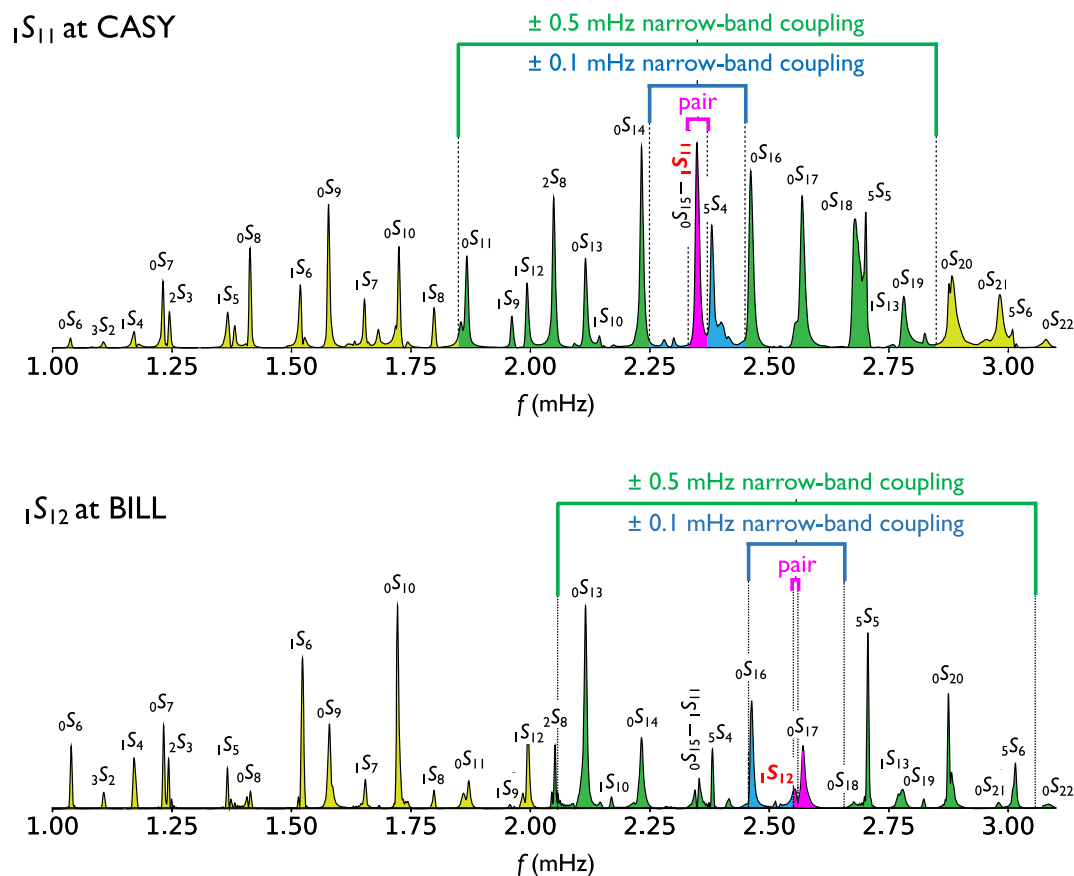 ₁S₁₁ at CASY
± 0.5 mHz narrow-band coupling
± 0.1 mHz narrow-band coupling
pair
₀S₆
₃S₂
₁S₄
₀S₇
₂S₃
₁S₅
₀S₈
₁S₆
₀S₉
₁S₇
₀S₁₀
₁S₈
₀S₁₁
₁S₉
₁S₁₂
₂S₈
₀S₁₃
₁S₁₀
₀S₁₄
₀S₁₅–₁S₁₁
₅S₄
₀S₁₆
₀S₁₇
₀S₁₈
₅S₅
₁S₁₃
₀S₁₉
₀S₂₀
₀S₂₁
₅S₆
₀S₂₂
1.00 1.25 1.50 1.75 2.00 2.25 2.50 2.75 3.00
f (mHz)
₁S₁₂ at BILL
± 0.5 mHz narrow-band coupling
± 0.1 mHz narrow-band coupling
pair
₀S₆
₃S₂
₁S₄
₀S₇
₂S₃
₁S₅
₀S₈
₁S₆
₀S₉
₁S₇
₀S₁₀
₁S₈
₀S₁₁
₁S₉
₁S₁₂
₂S₈
₀S₁₃
₁S₁₀
₀S₁₄
₀S₁₅–₁S₁₁
₅S₄
₀S₁₆
₁S₁₂
₀S₁₇
₀S₁₈
₅S₅
₁S₁₃
₀S₁₉
₀S₂₀
₀S₂₁
₅S₆
₀S₂₂
1.00 1.25 1.50 1.75 2.00 2.25 2.50 2.75 3.00
f (mHz)